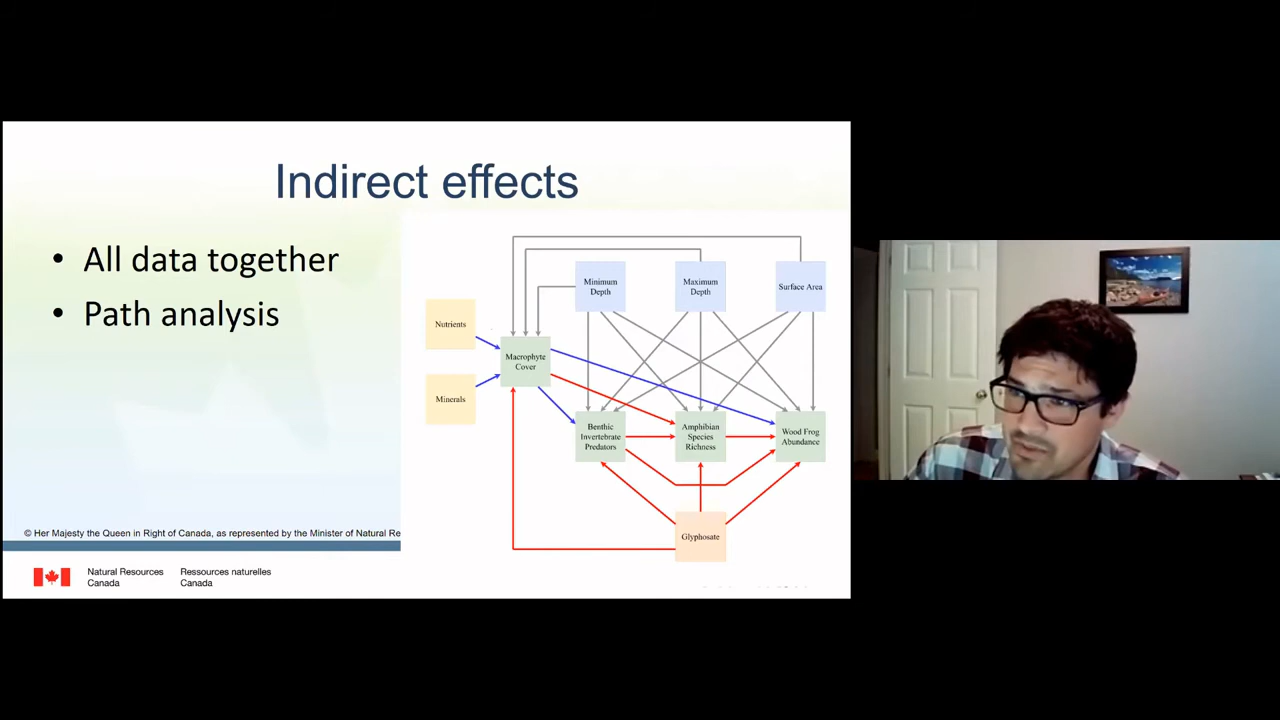 Indirect effects
• All data together
• Path analysis
Minimum
Depth
Maximum
Depth
Surface Area
Nutrients
Macrophyte
Cover
Minerals
Benthic
Invertebrate
Predators
Amphibian
Species
Richness
Wood Frog
Abundance
Glyphosate
© Her Majesty the Queen in Right of Canada, as represented by the Minister of Natural Re
Natural Resources
Canada
Ressources naturelles
Canada